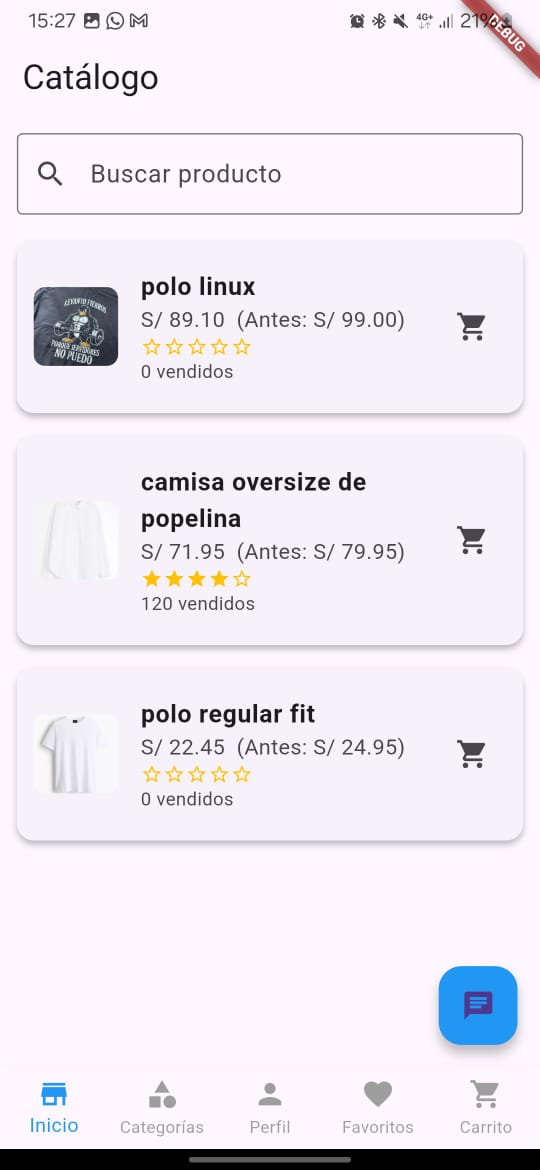 15:27
4G+
21%
DEBUG
Catálogo
Buscar producto
polo linux
S/ 89.10 (Antes: S/ 99.00)
0 vendidos
LEVANTO FIERROS
PORQUE SERVIDORES
NO PUEDO
camisa oversize de
popelina
S/ 71.95 (Antes: S/ 79.95)
120 vendidos
polo regular fit
S/ 22.45 (Antes: S/ 24.95)
0 vendidos
Inicio
Categorías
Perfil
Favoritos
Carrito